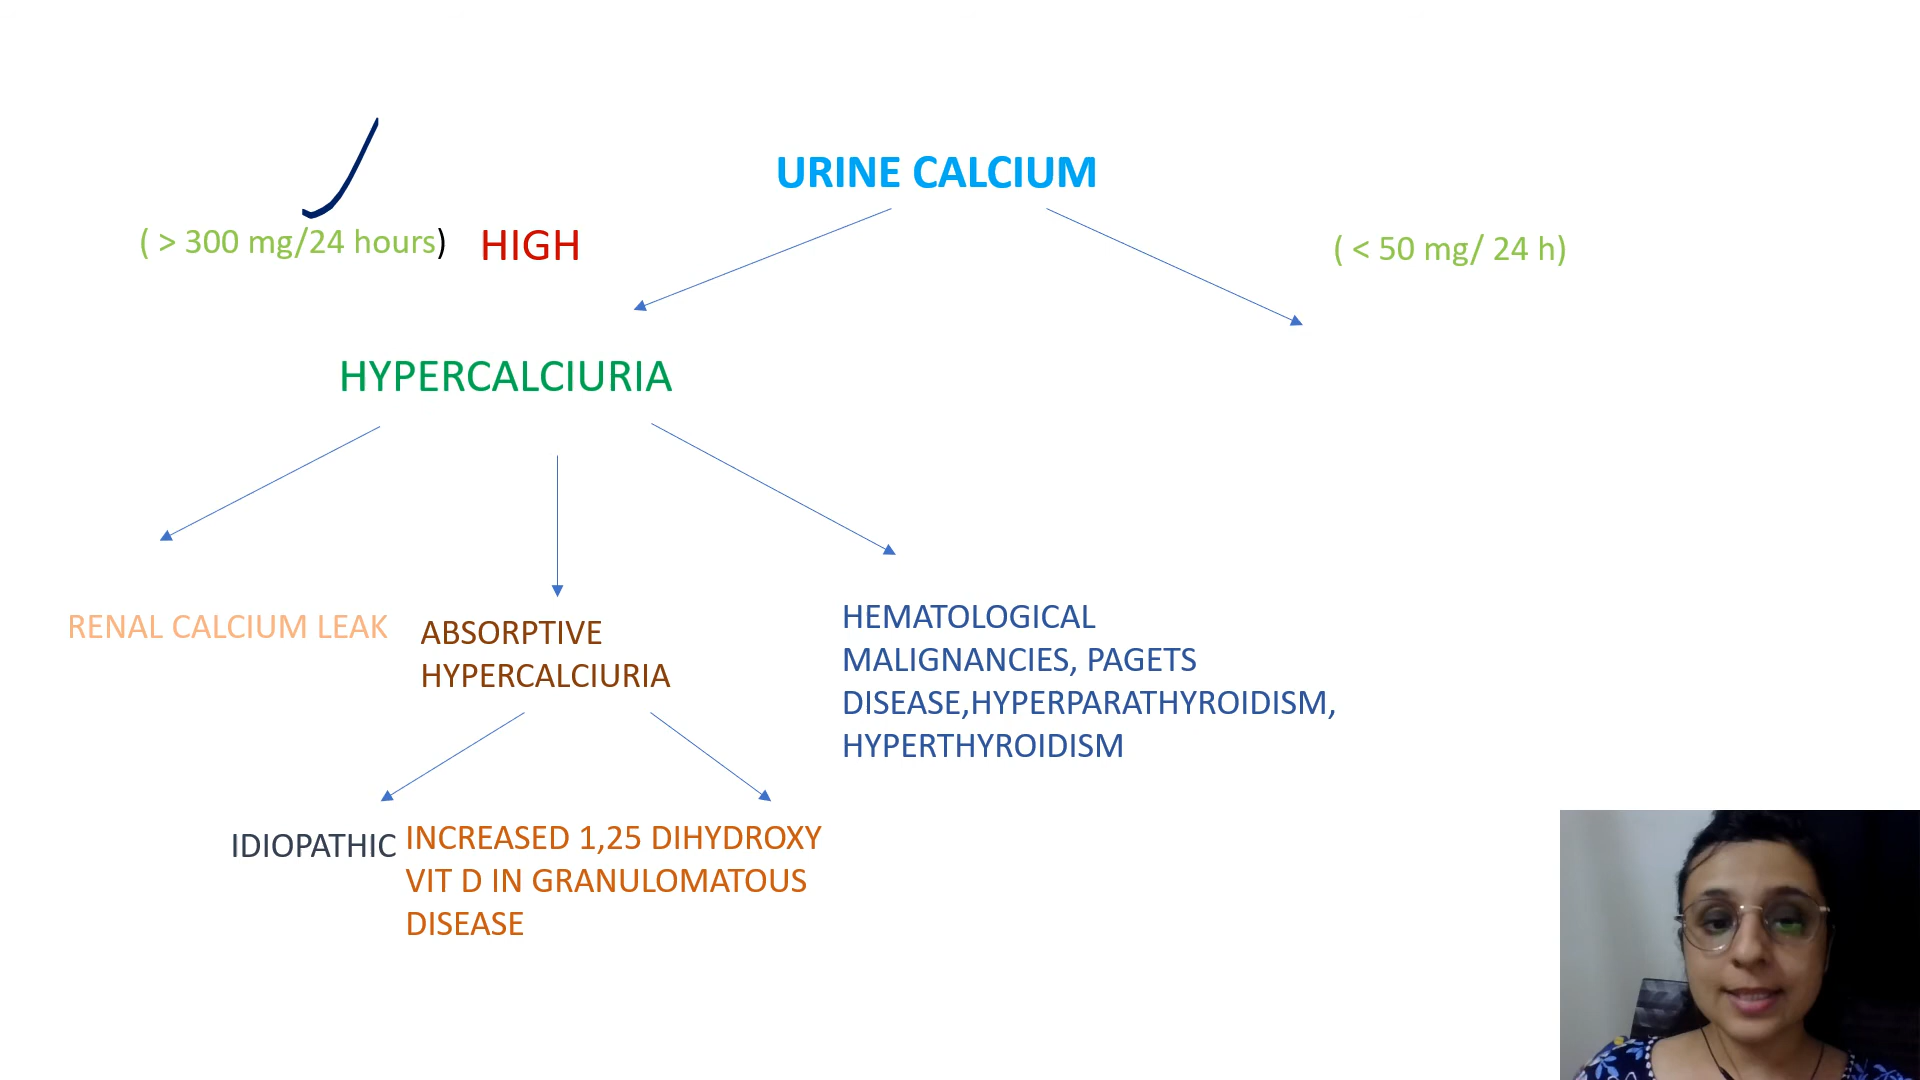 URINE CALCIUM
( > 300 mg/24 hours) HIGH
( < 50 mg/ 24 h)
HYPERCALCIURIA
RENAL CALCIUM LEAK
ABSORPTIVE
HYPERCALCIURIA
HEMATOLOGICAL
MALIGNANCIES, PAGETS
DISEASE,HYPERPARATHYROIDISM,
HYPERTHYROIDISM
IDIOPATHIC
INCREASED 1,25 DIHYDROXY
VIT D IN GRANULOMATOUS
DISEASE